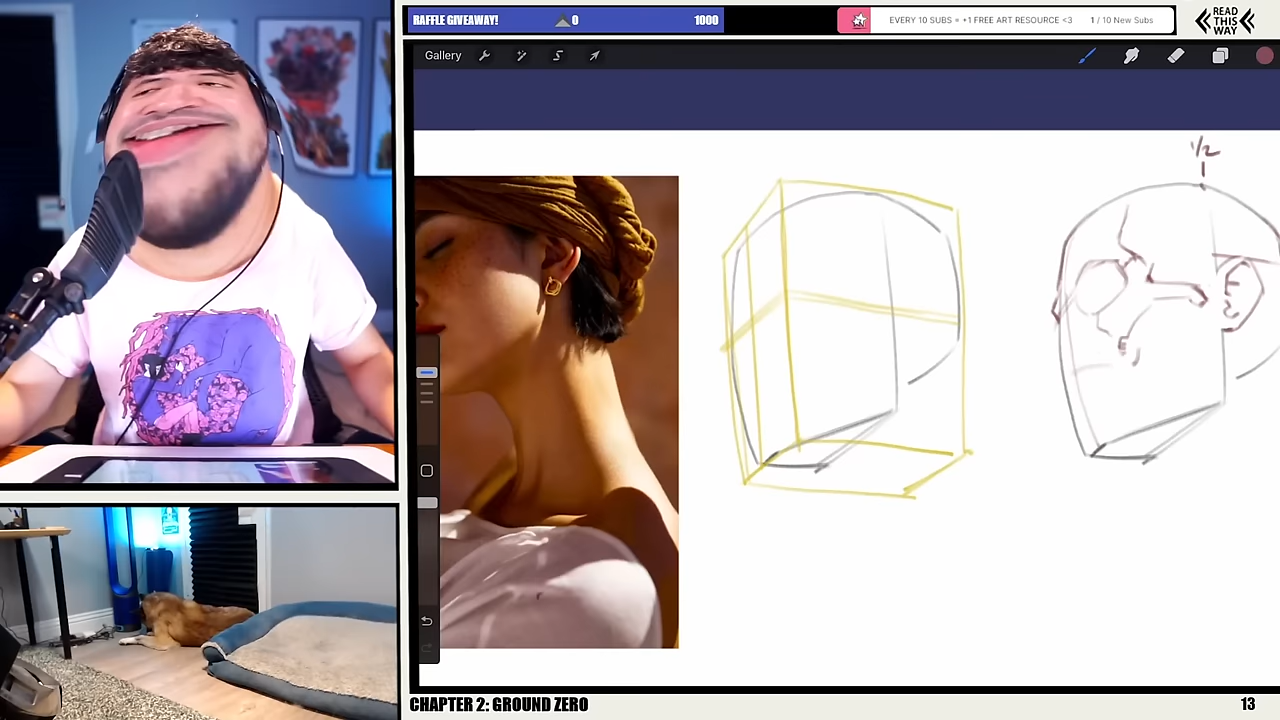 RAFFLE GIVEAWAY! 0 1000
EVERY 10 SUBS = +1 FREE ART RESOURCE <3 1 / 10 New Subs
READ
THIS
WAY
Gallery
1/2
CHAPTER 2: GROUND ZERO
13